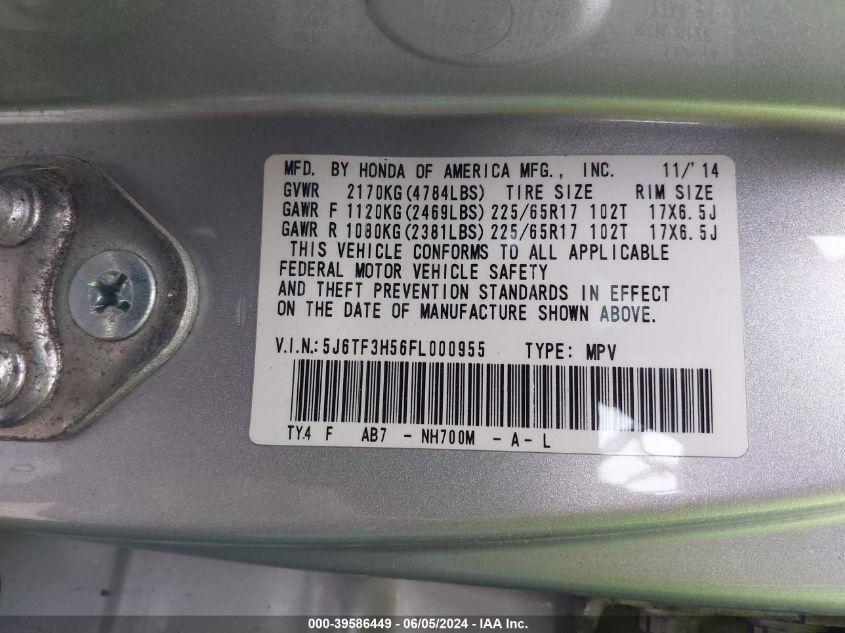 MFD. BY HONDA OF AMERICA MFG., INC. 11/'14
GVWR 2170KG(4784LBS) TIRE SIZE RIM SIZE
GAWR F 1120KG(2469LBS) 225/65R17 102T 17X6.5J
GAWR R 1080KG(2381LBS) 225/65R17 102T 17X6.5J
THIS VEHICLE CONFORMS TO ALL APPLICABLE
FEDERAL MOTOR VEHICLE SAFETY
AND THEFT PREVENTION STANDARDS IN EFFECT
ON THE DATE OF MANUFACTURE SHOWN ABOVE.
V.I.N.:5J6TF3H56FL000955 TYPE: MPV
TY4 F AB7 - NH700M - A - L
000-39586449 - 06/05/2024 - IAA Inc.